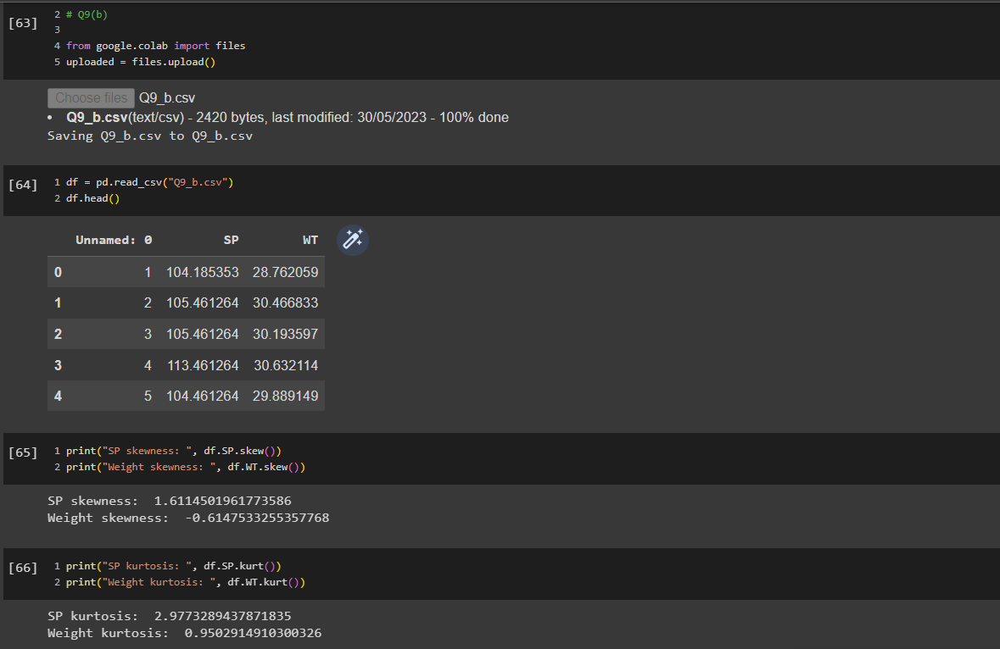 [63]
2 # Q9(b)
3
4 from google.colab import files
5 uploaded = files.upload()
Choose files Q9_b.csv
• Q9_b.csv(text/csv) - 2420 bytes, last modified: 30/05/2023 - 100% done
Saving Q9_b.csv to Q9_b.csv
[64]
1 df = pd.read_csv("Q9_b.csv")
2 df.head()
Unnamed: 0 SP WT
0 1 104.185353 28.762059
1 2 105.461264 30.466833
2 3 105.461264 30.193597
3 4 113.461264 30.632114
4 5 104.461264 29.889149
[65]
1 print("SP skewness: ", df.SP.skew())
2 print("Weight skewness: ", df.WT.skew())
SP skewness:  1.6114501961773586
Weight skewness:  -0.6147533255357768
[66]
1 print("SP kurtosis: ", df.SP.kurt())
2 print("Weight kurtosis: ", df.WT.kurt())
SP kurtosis:  2.9773289437871835
Weight kurtosis:  0.9502914910300326